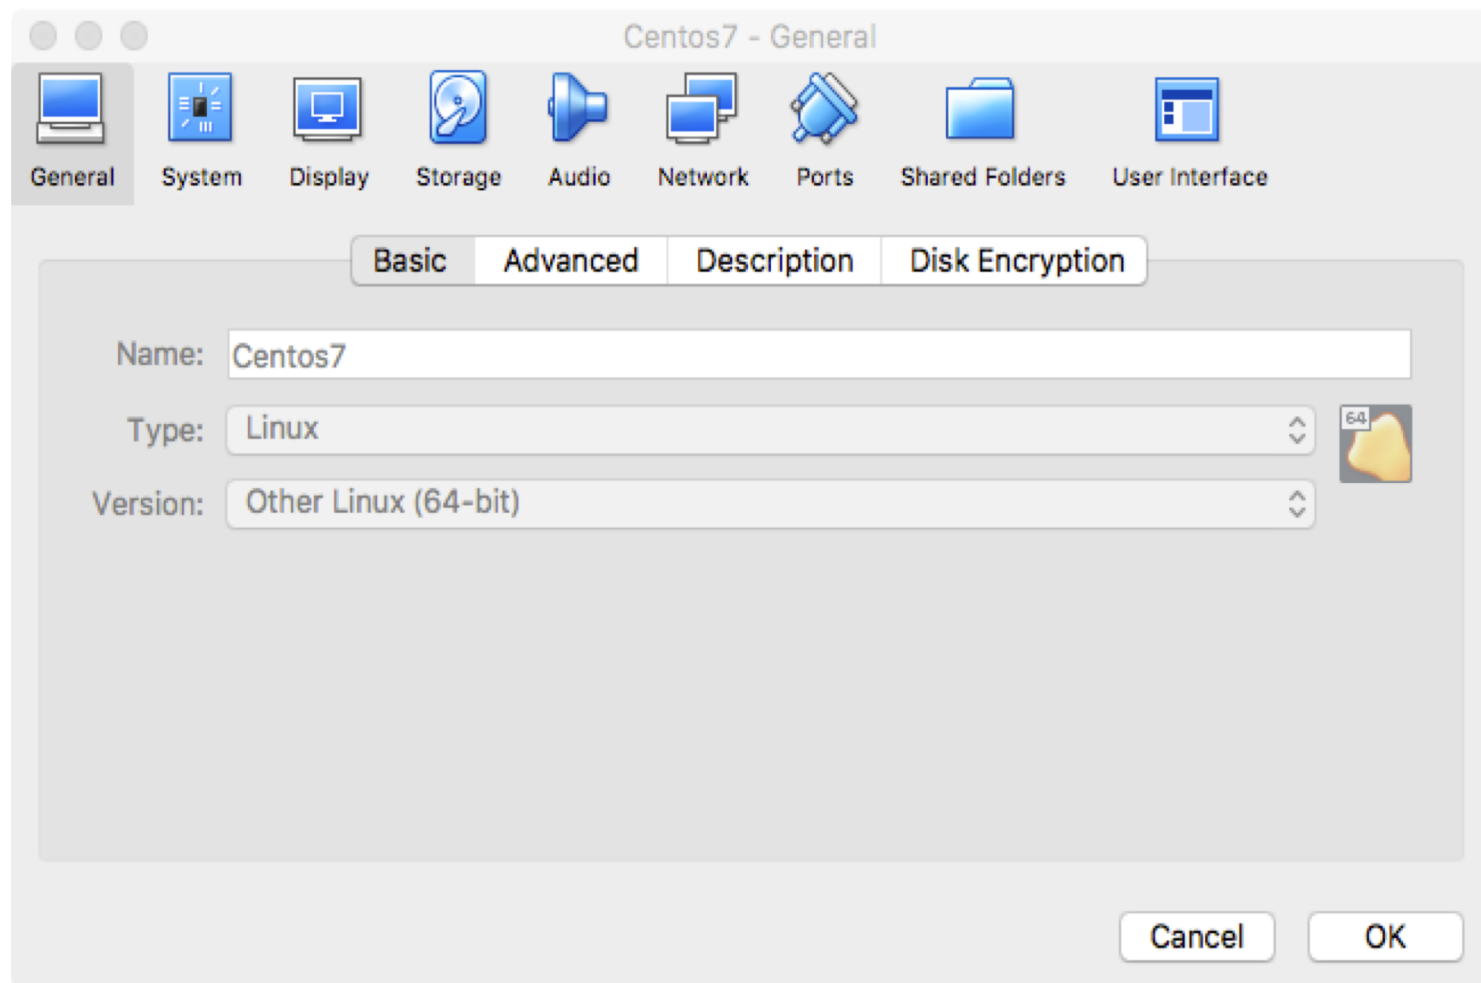 Centos7 - General
General System Display Storage Audio Network Ports Shared Folders User Interface
Basic Advanced Description Disk Encryption
Name: Centos7
Type: Linux
64
Version: Other Linux (64-bit)
Cancel OK